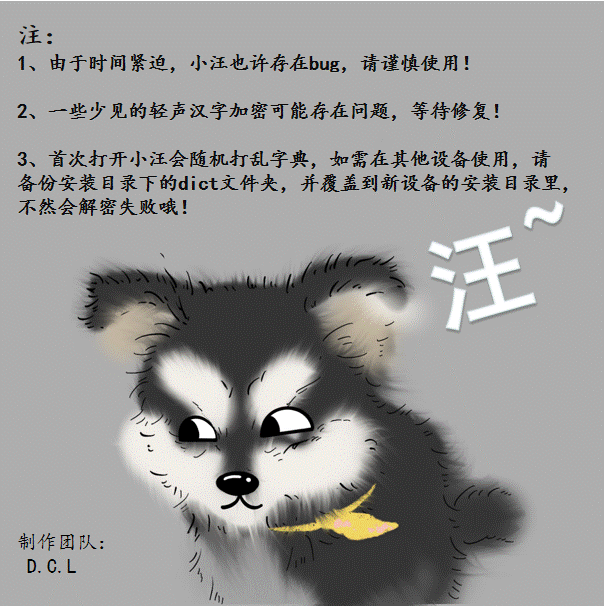 注：
1、由于时间紧迫，小汪也许存在bug，请谨慎使用！
2、一些少见的轻声汉字加密可能存在问题，等待修复！
3、首次打开小汪会随机打乱字典，如需在其他设备使用，请
备份安装目录下的dict文件夹，并覆盖到新设备的安装目录里，
不然会解密失败哦！
汪~
制作团队：
D.C.L